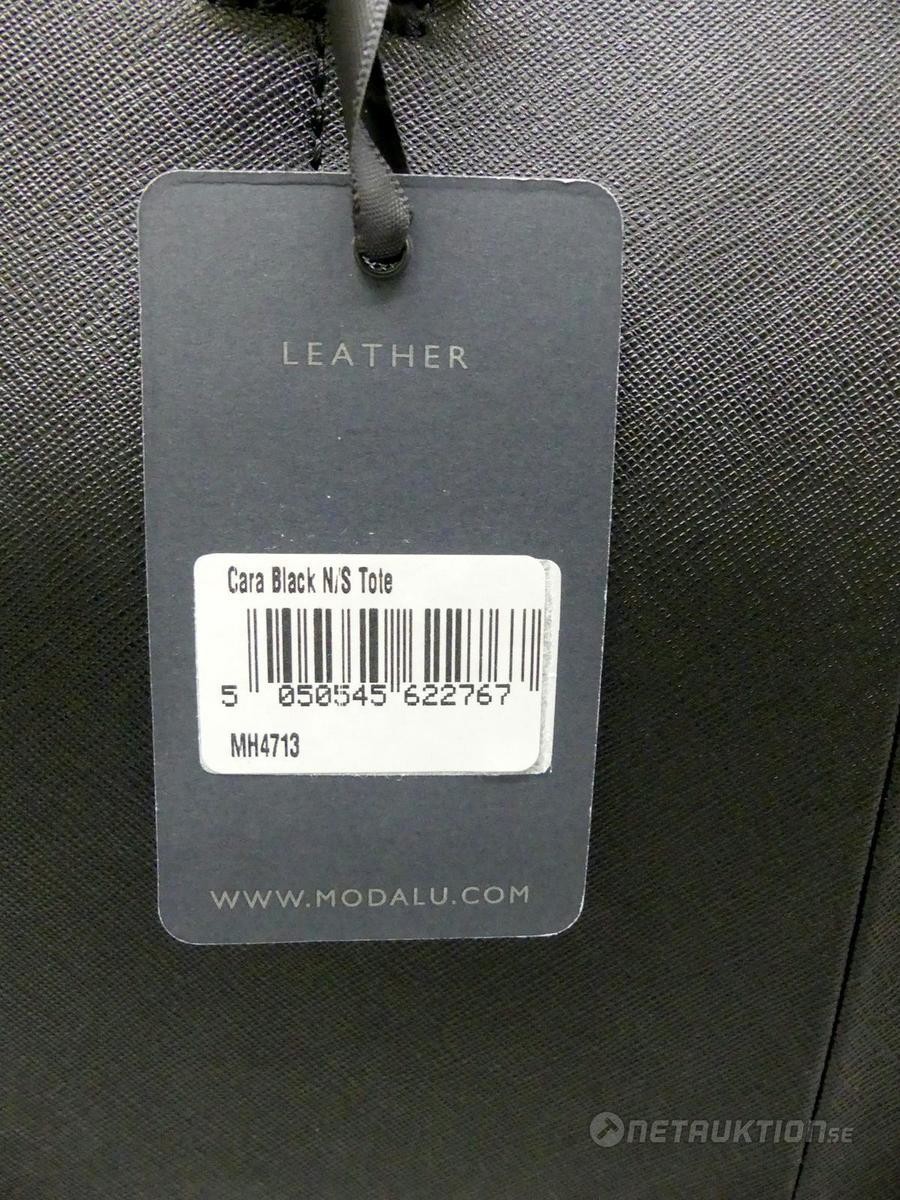 LEATHER
Cara Black N/S Tote
5 050545 622767
MH4713
WWW.MODALU.COM
NETAUKTION.SE